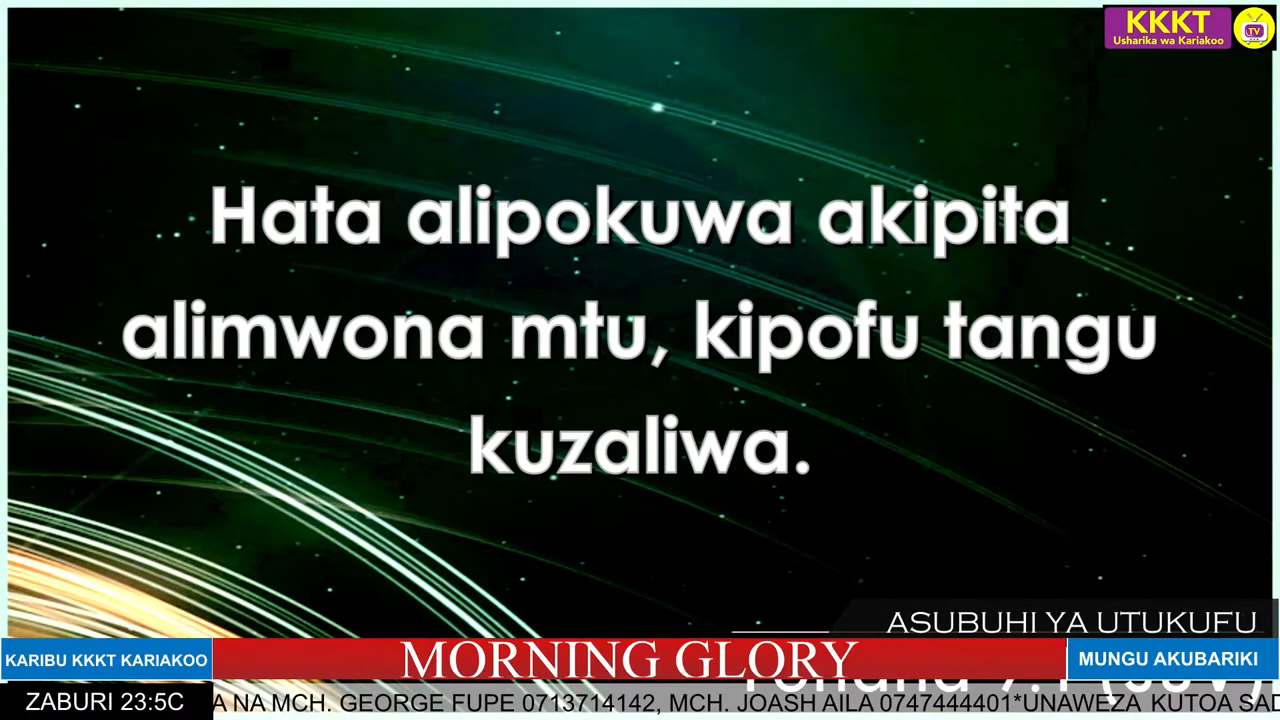 KKKT
Usharika wa Kariakoo
TV
Hata alipokuwa akipita
alimwona mtu, kipofu tangu
kuzaliwa.
ASUBUHI YA UTUKUFU
KARIBU KKKT KARIAKOO
MORNING GLORY
MUNGU AKUBARIKI
ZABURI 23:5C
A NA MCH. GEORGE FUPE 0713714142, MCH. JOASH AILA 0747444401*UNAWEZA KUTOA SAL